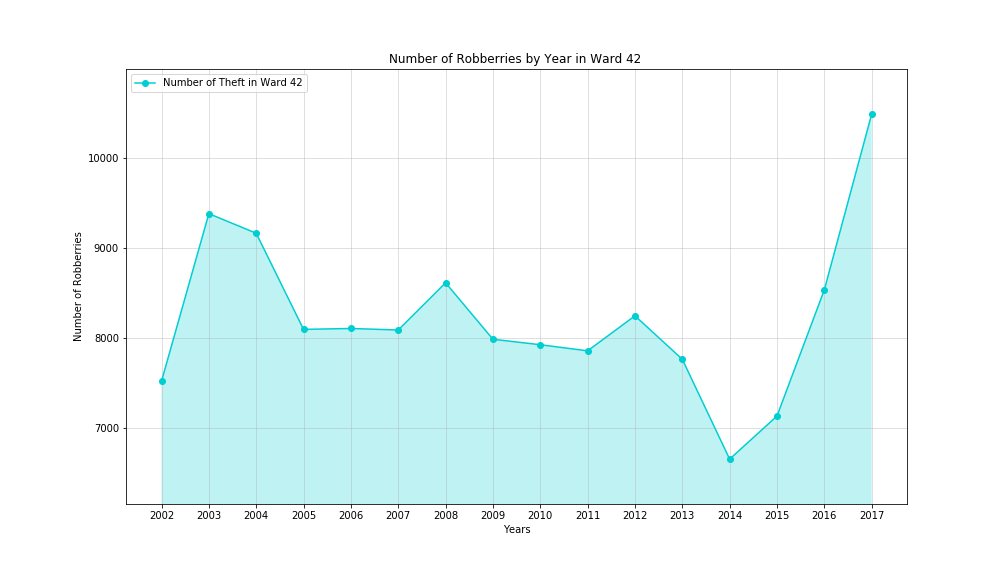 Number of Robberries by Year in Ward 42
Number of Theft in Ward 42
Number of Robberries
10000
9000
8000
7000
2002 2003 2004 2005 2006 2007 2008 2009 2010 2011 2012 2013 2014 2015 2016 2017
Years